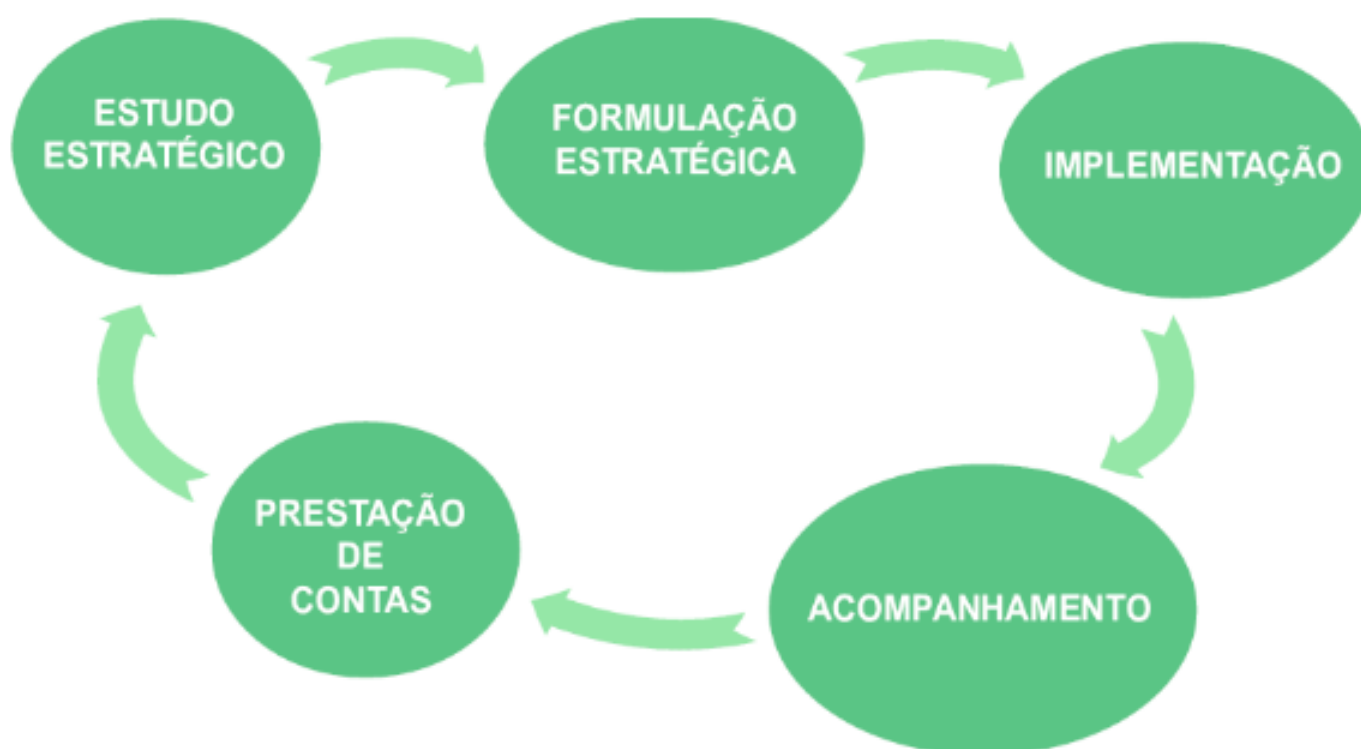 ESTUDO
ESTRATÉGICO
FORMULAÇÃO
ESTRATÉGICA
IMPLEMENTAÇÃO
ACOMPANHAMENTO
PRESTAÇÃO
DE
CONTAS